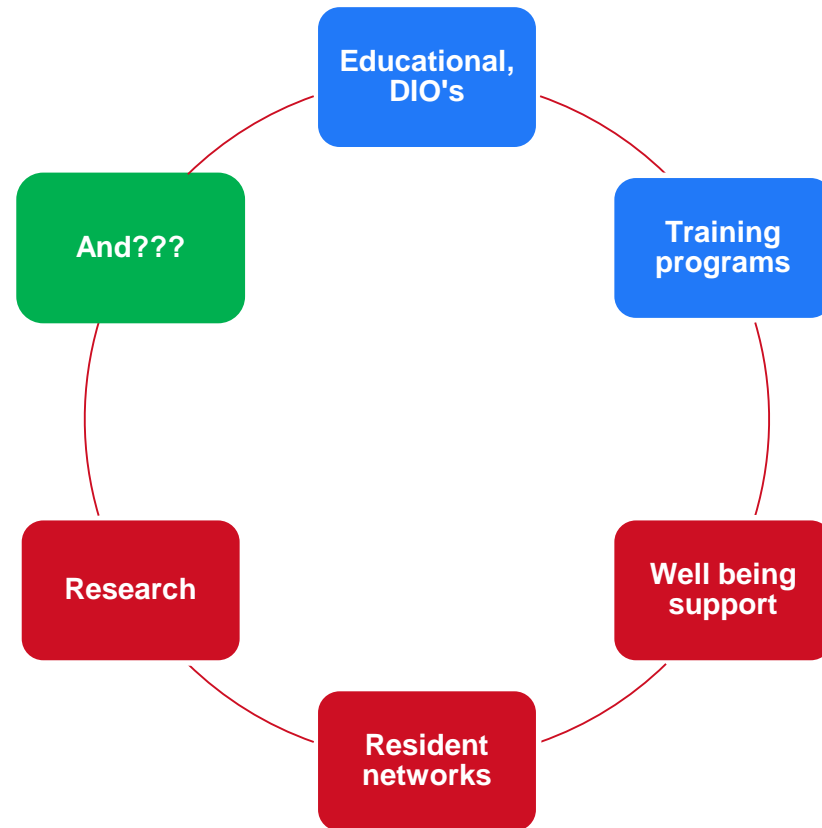 Educational,
DIO's
Training
programs
Well being
support
Resident
networks
Research
And???